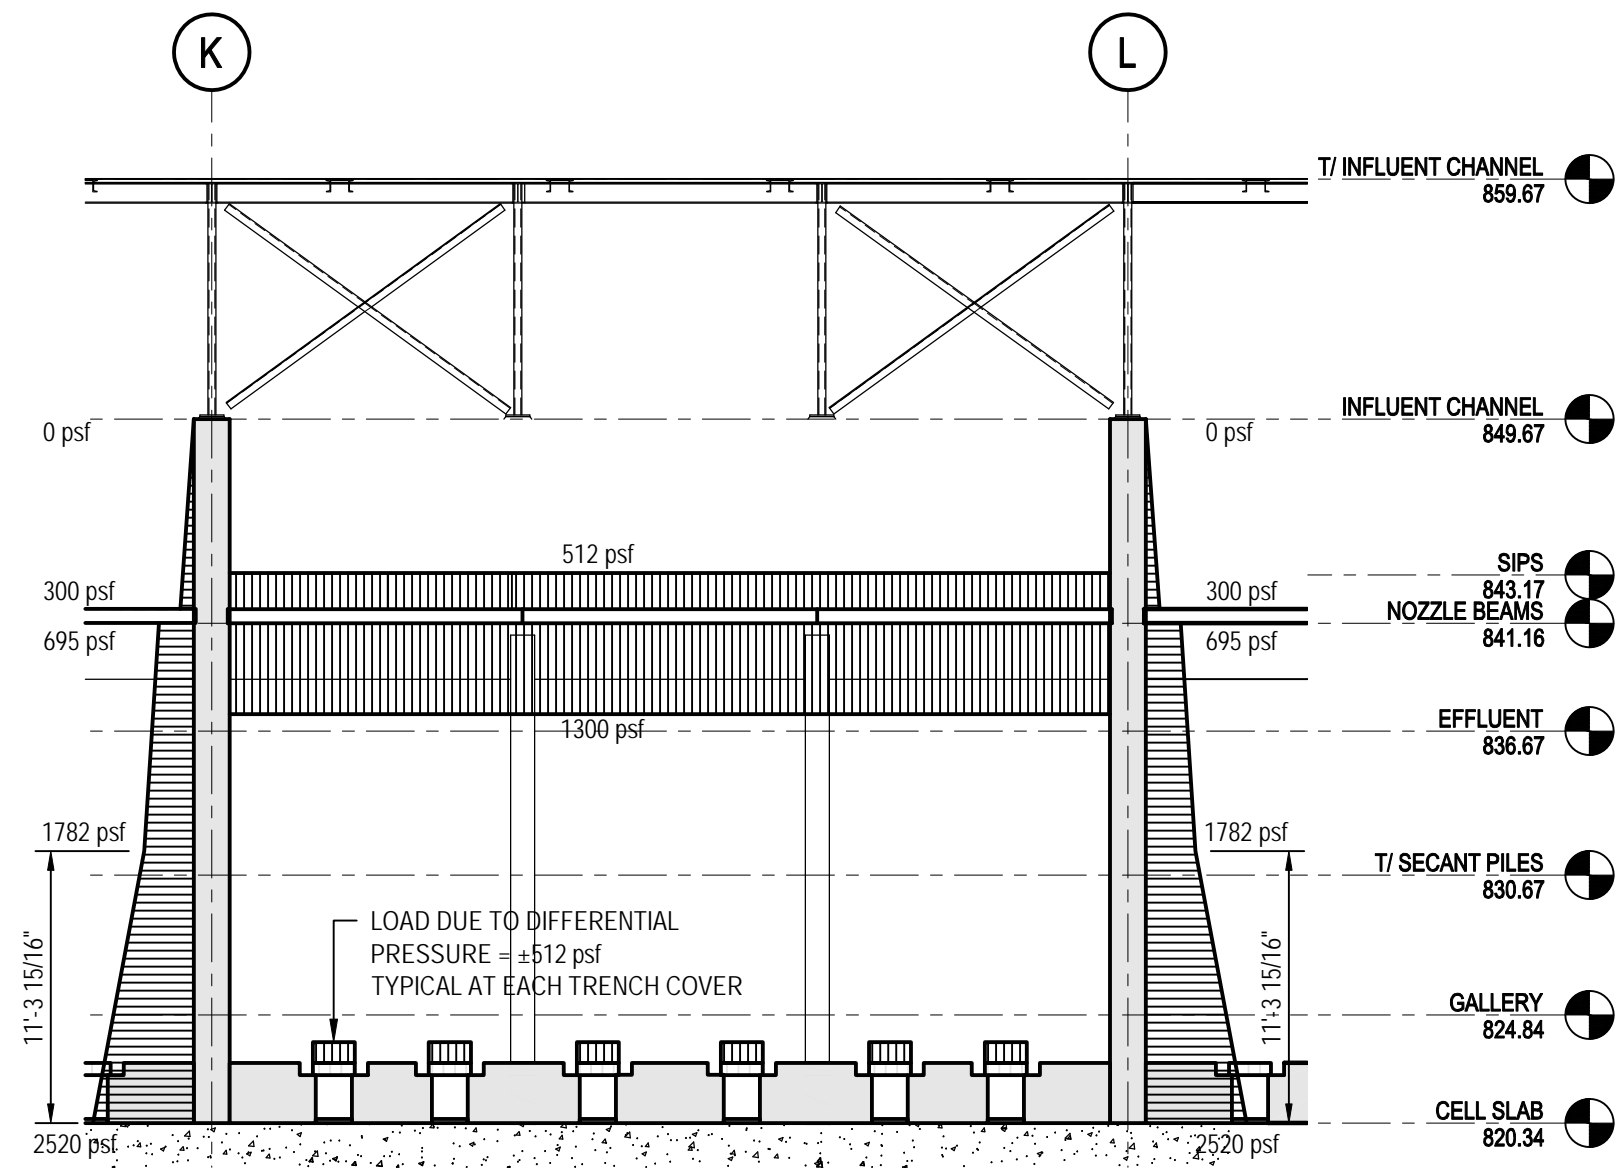 K
L
T/ INFLUENT CHANNEL
859.67
0 psf
0 psf
INFLUENT CHANNEL
849.67
512 psf
SIPS
843.17
300 psf
300 psf
NOZZLE BEAMS
841.16
695 psf
695 psf
1300 psf
EFFLUENT
836.67
1782 psf
1782 psf
T/ SECANT PILES
830.67
LOAD DUE TO DIFFERENTIAL
PRESSURE = ±512 psf
TYPICAL AT EACH TRENCH COVER
11'-3 15/16"
11'-3 15/16"
GALLERY
824.84
CELL SLAB
820.34
2520 psf
2520 psf